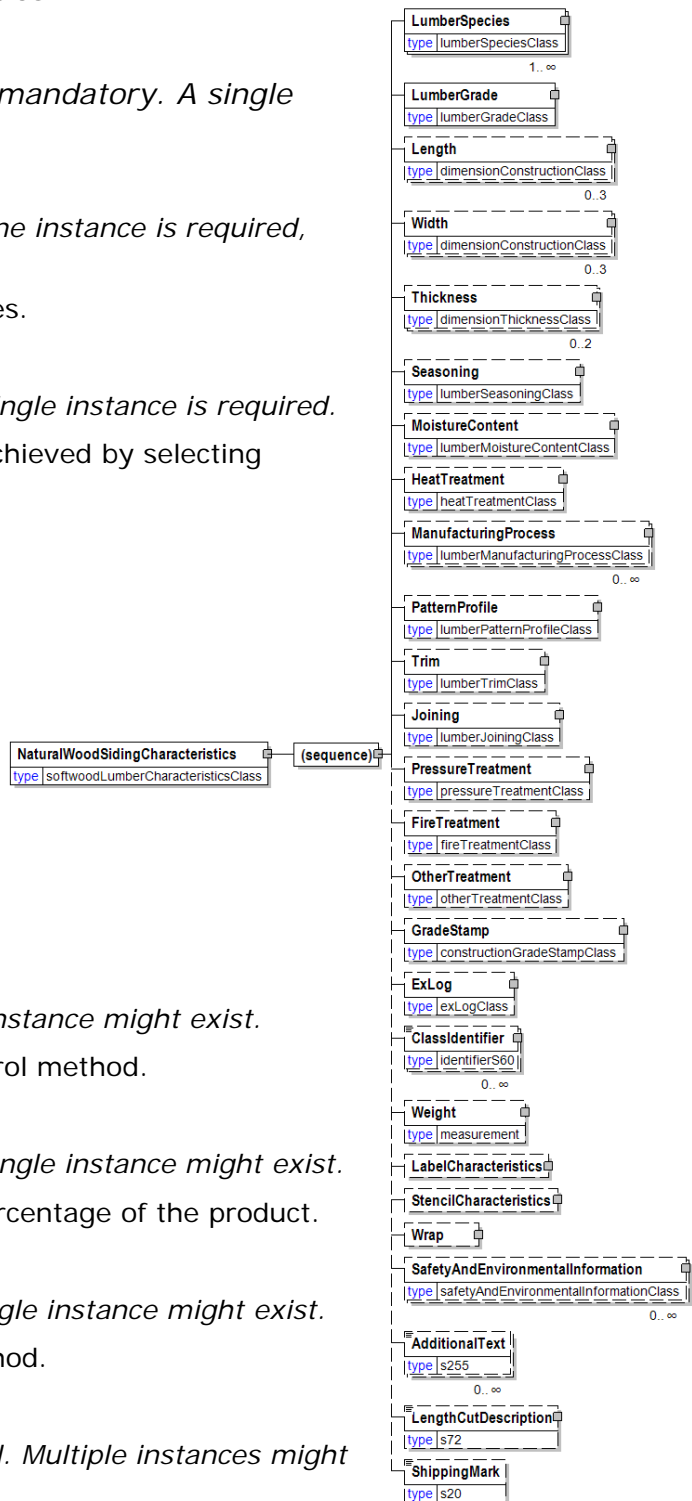 mandatory. A single
ne instance is required,
es.
ngle instance is required.
chieved by selecting
nstance might exist.
rol method.
ngle instance might exist.
rcentage of the product.
gle instance might exist.
nod.
l. Multiple instances might
NaturalWoodSidingCharacteristics
type softwoodLumberCharacteristicsClass
(sequence)
LumberSpecies
type lumberSpeciesClass
1.. ∞
LumberGrade
type lumberGradeClass
Length
type dimensionConstructionClass
0..3
Width
type dimensionConstructionClass
0..3
Thickness
type dimensionThicknessClass
0..2
Seasoning
type lumberSeasoningClass
MoistureContent
type lumberMoistureContentClass
HeatTreatment
type heatTreatmentClass
ManufacturingProcess
type lumberManufacturingProcessClass
0.. ∞
PatternProfile
type lumberPatternProfileClass
Trim
type lumberTrimClass
Joining
type lumberJoiningClass
PressureTreatment
type pressureTreatmentClass
FireTreatment
type fireTreatmentClass
OtherTreatment
type otherTreatmentClass
GradeStamp
type constructionGradeStampClass
ExLog
type exLogClass
ClassIdentifier
type identifierS60
0.. ∞
Weight
type measurement
LabelCharacteristics
StencilCharacteristics
Wrap
SafetyAndEnvironmentalInformation
type safetyAndEnvironmentalInformationClass
0.. ∞
AdditionalText
type s255
0.. ∞
LengthCutDescription
type s72
ShippingMark
type s20